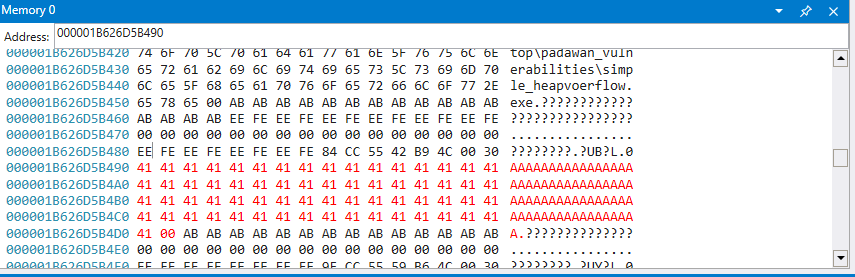 Memory 0
Address: 000001B626D5B490
000001B626D5B420 74 6F 70 5C 70 61 64 61 77 61 6E 5F 76 75 6C 6E top\padawan_vuln
000001B626D5B430 65 72 61 62 69 6C 69 74 69 65 73 5C 73 69 6D 70 erabilities\simp
000001B626D5B440 6C 65 5F 68 65 61 70 76 6F 65 72 66 6C 6F 77 2E le_heapvoerflow.
000001B626D5B450 65 78 65 00 AB AB AB AB AB AB AB AB AB AB AB AB exe.????????????
000001B626D5B460 AB AB AB AB EE FE EE FE EE FE EE FE EE FE EE FE ????????????????
000001B626D5B470 00 00 00 00 00 00 00 00 00 00 00 00 00 00 00 00 ................
000001B626D5B480 EE FE EE FE EE FE EE FE 84 CC 55 42 B9 4C 00 30 ????????.?UB?L.0
000001B626D5B490 41 41 41 41 41 41 41 41 41 41 41 41 41 41 41 41 AAAAAAAAAAAAAAAA
000001B626D5B4A0 41 41 41 41 41 41 41 41 41 41 41 41 41 41 41 41 AAAAAAAAAAAAAAAA
000001B626D5B4B0 41 41 41 41 41 41 41 41 41 41 41 41 41 41 41 41 AAAAAAAAAAAAAAAA
000001B626D5B4C0 41 41 41 41 41 41 41 41 41 41 41 41 41 41 41 41 AAAAAAAAAAAAAAAA
000001B626D5B4D0 41 00 AB AB AB AB AB AB AB AB AB AB AB AB AB AB A.??????????????
000001B626D5B4E0 00 00 00 00 00 00 00 00 00 00 00 00 00 00 00 00 ................